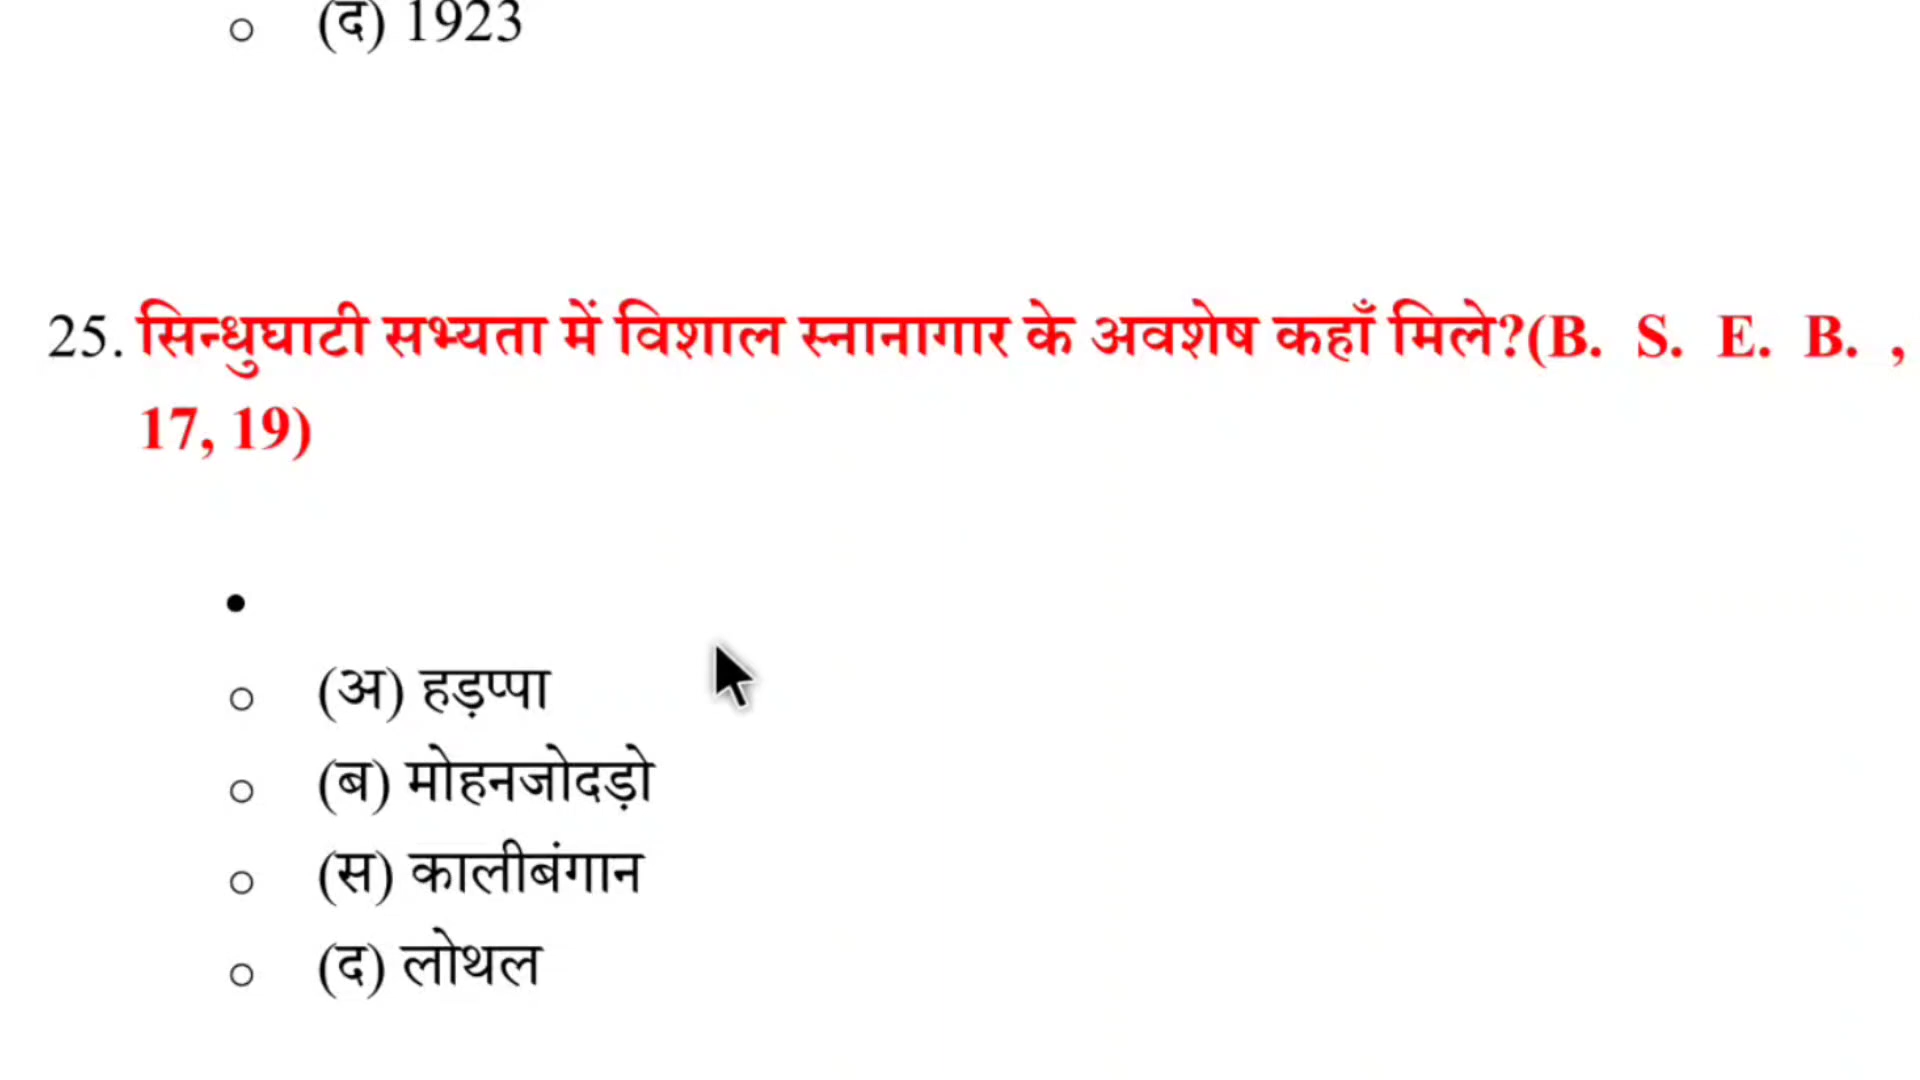 (द) 1923
25. सिन्धुघाटी सभ्यता में विशाल स्नानागार के अवशेष कहाँ मिले?(B. S. E. B. ,
17, 19)
(अ) हड़प्पा
(ब) मोहनजोदड़ो
(स) कालीबंगान
(द) लोथल